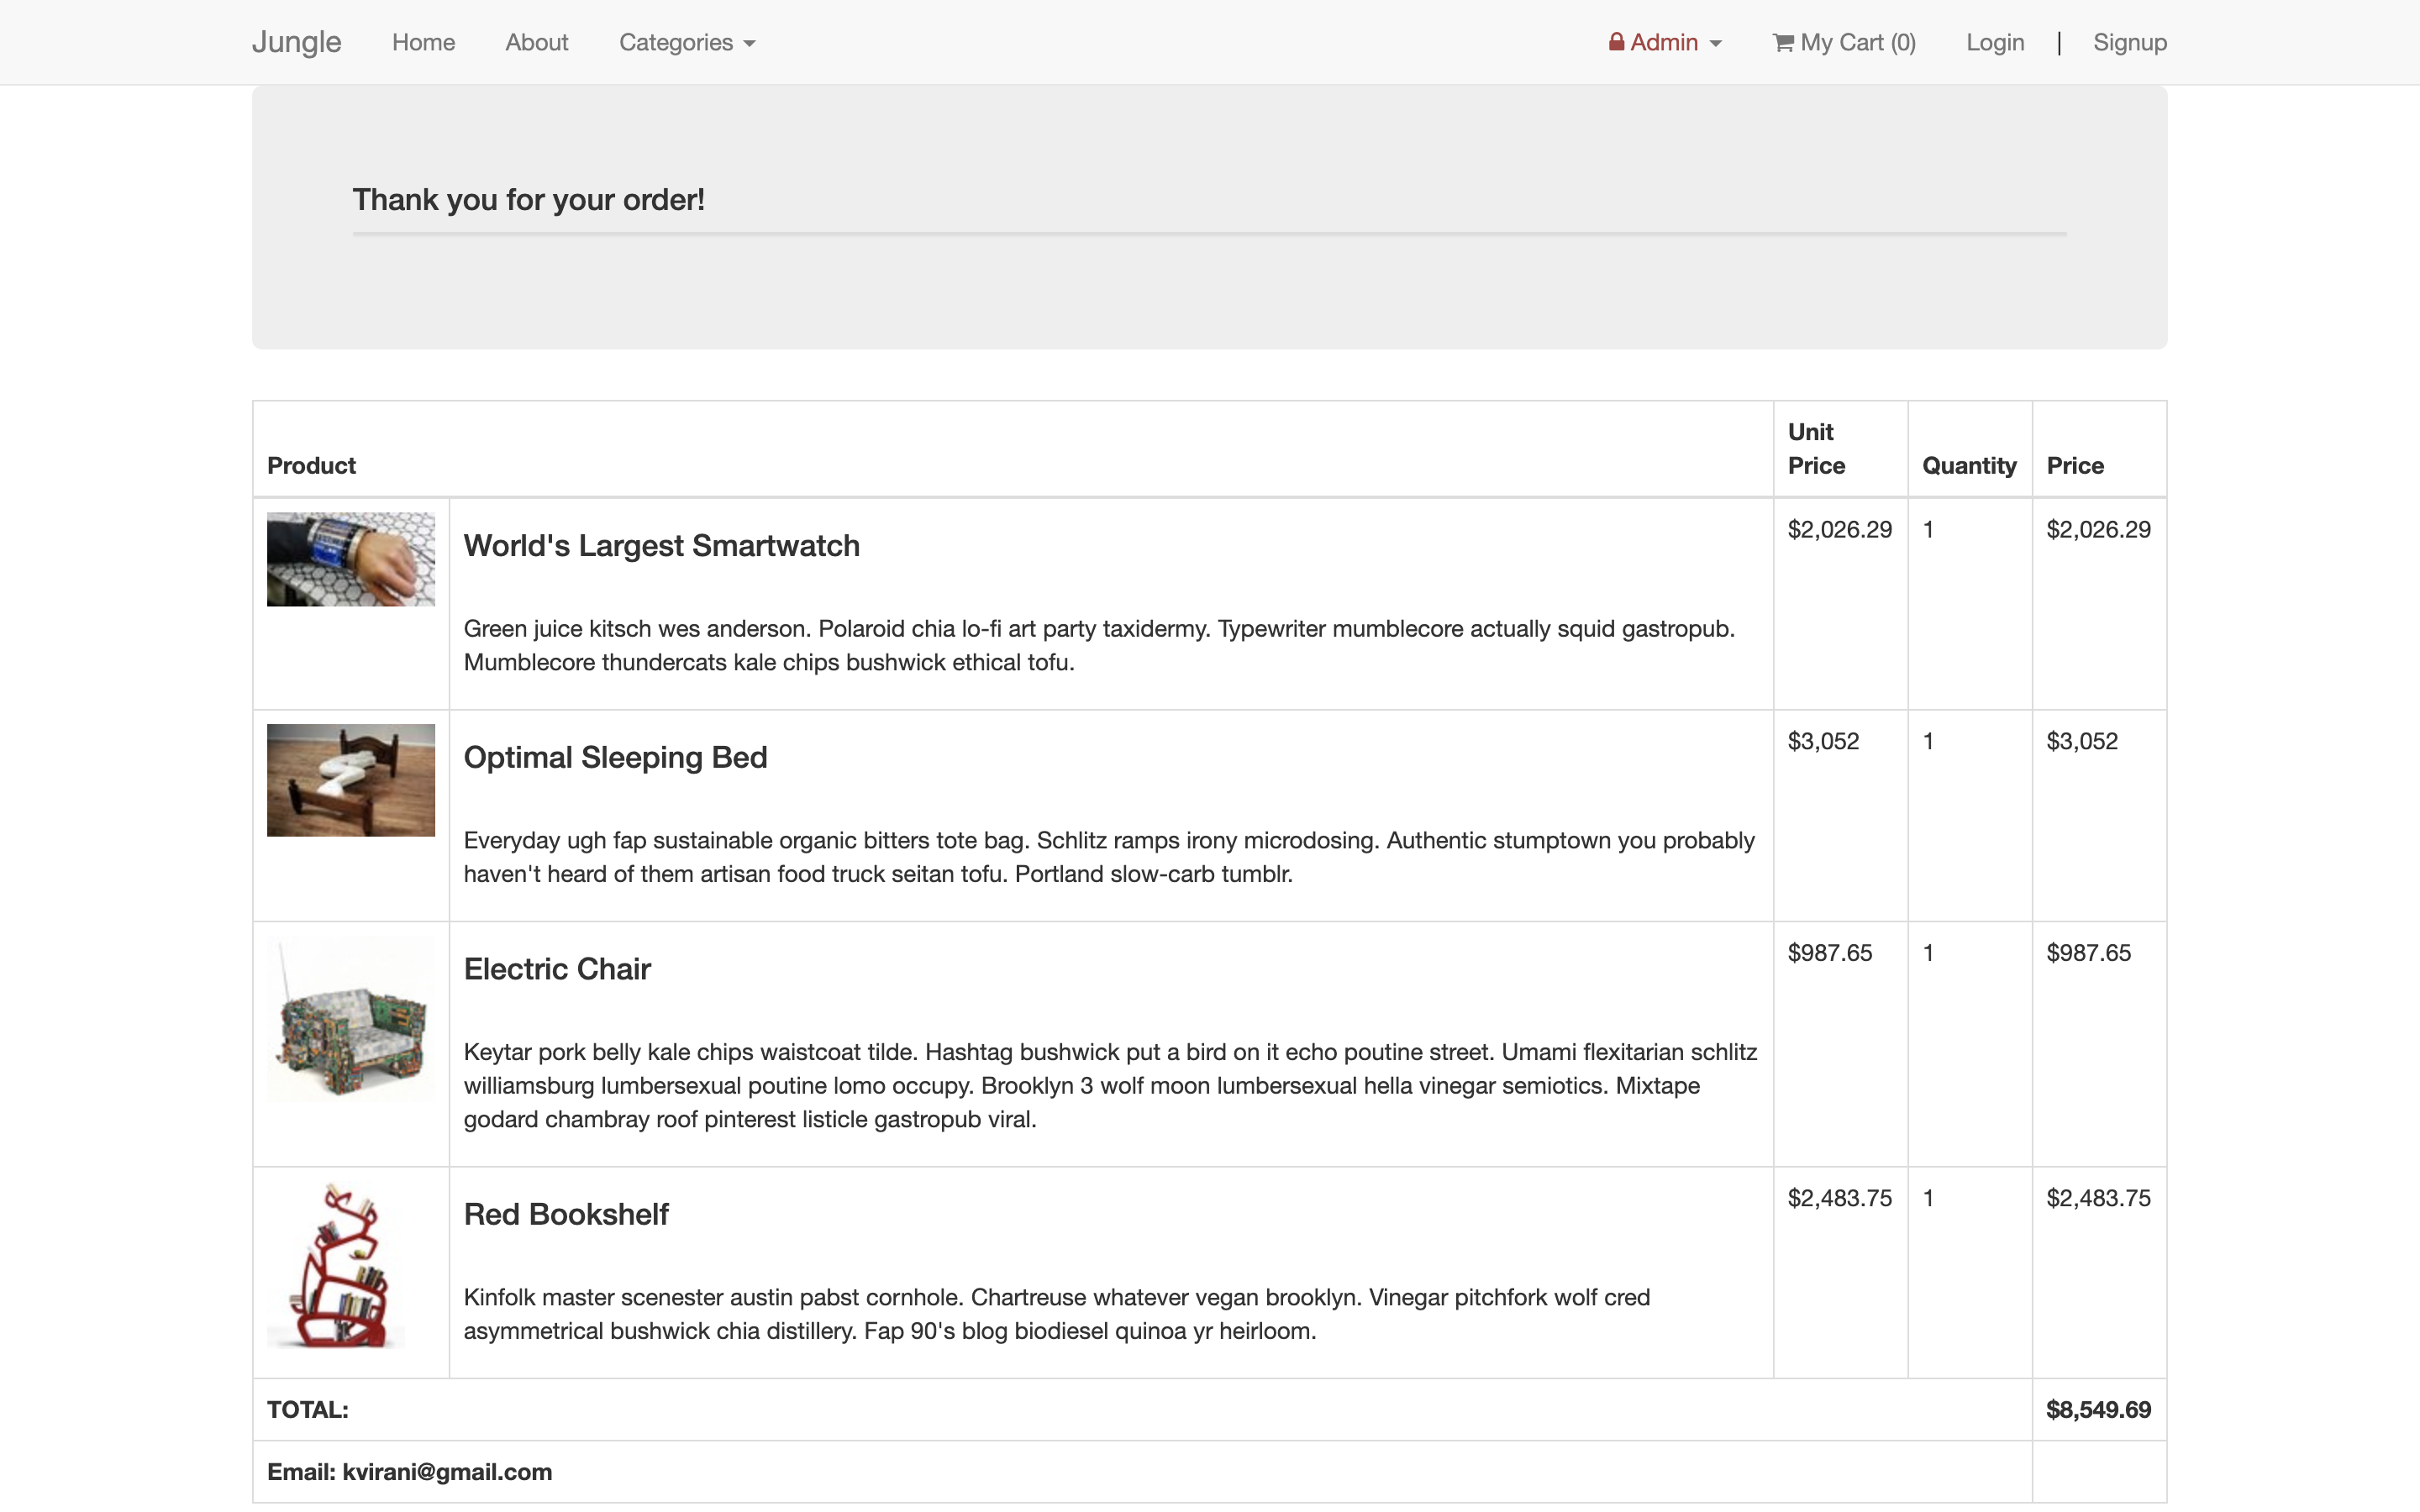 Jungle Home About Categories Admin My Cart (0) Login | Signup
Thank you for your order!
Product Unit Price Quantity Price
World's Largest Smartwatch $2,026.29 1 $2,026.29
Green juice kitsch wes anderson. Polaroid chia lo-fi art party taxidermy. Typewriter mumblecore actually squid gastropub.
Mumblecore thundercats kale chips bushwick ethical tofu.
Optimal Sleeping Bed $3,052 1 $3,052
Everyday ugh fap sustainable organic bitters tote bag. Schlitz ramps irony microdosing. Authentic stumptown you probably
haven't heard of them artisan food truck seitan tofu. Portland slow-carb tumblr.
Electric Chair $987.65 1 $987.65
Keytar pork belly kale chips waistcoat tilde. Hashtag bushwick put a bird on it echo poutine street. Umami flexitarian schlitz
williamsburg lumbersexual poutine lomo occupy. Brooklyn 3 wolf moon lumbersexual hella vinegar semiotics. Mixtape
godard chambray roof pinterest listicle gastropub viral.
Red Bookshelf $2,483.75 1 $2,483.75
Kinfolk master scenester austin pabst cornhole. Chartreuse whatever vegan brooklyn. Vinegar pitchfork wolf cred
asymmetrical bushwick chia distillery. Fap 90's blog biodiesel quinoa yr heirloom.
TOTAL: $8,549.69
Email: kvirani@gmail.com